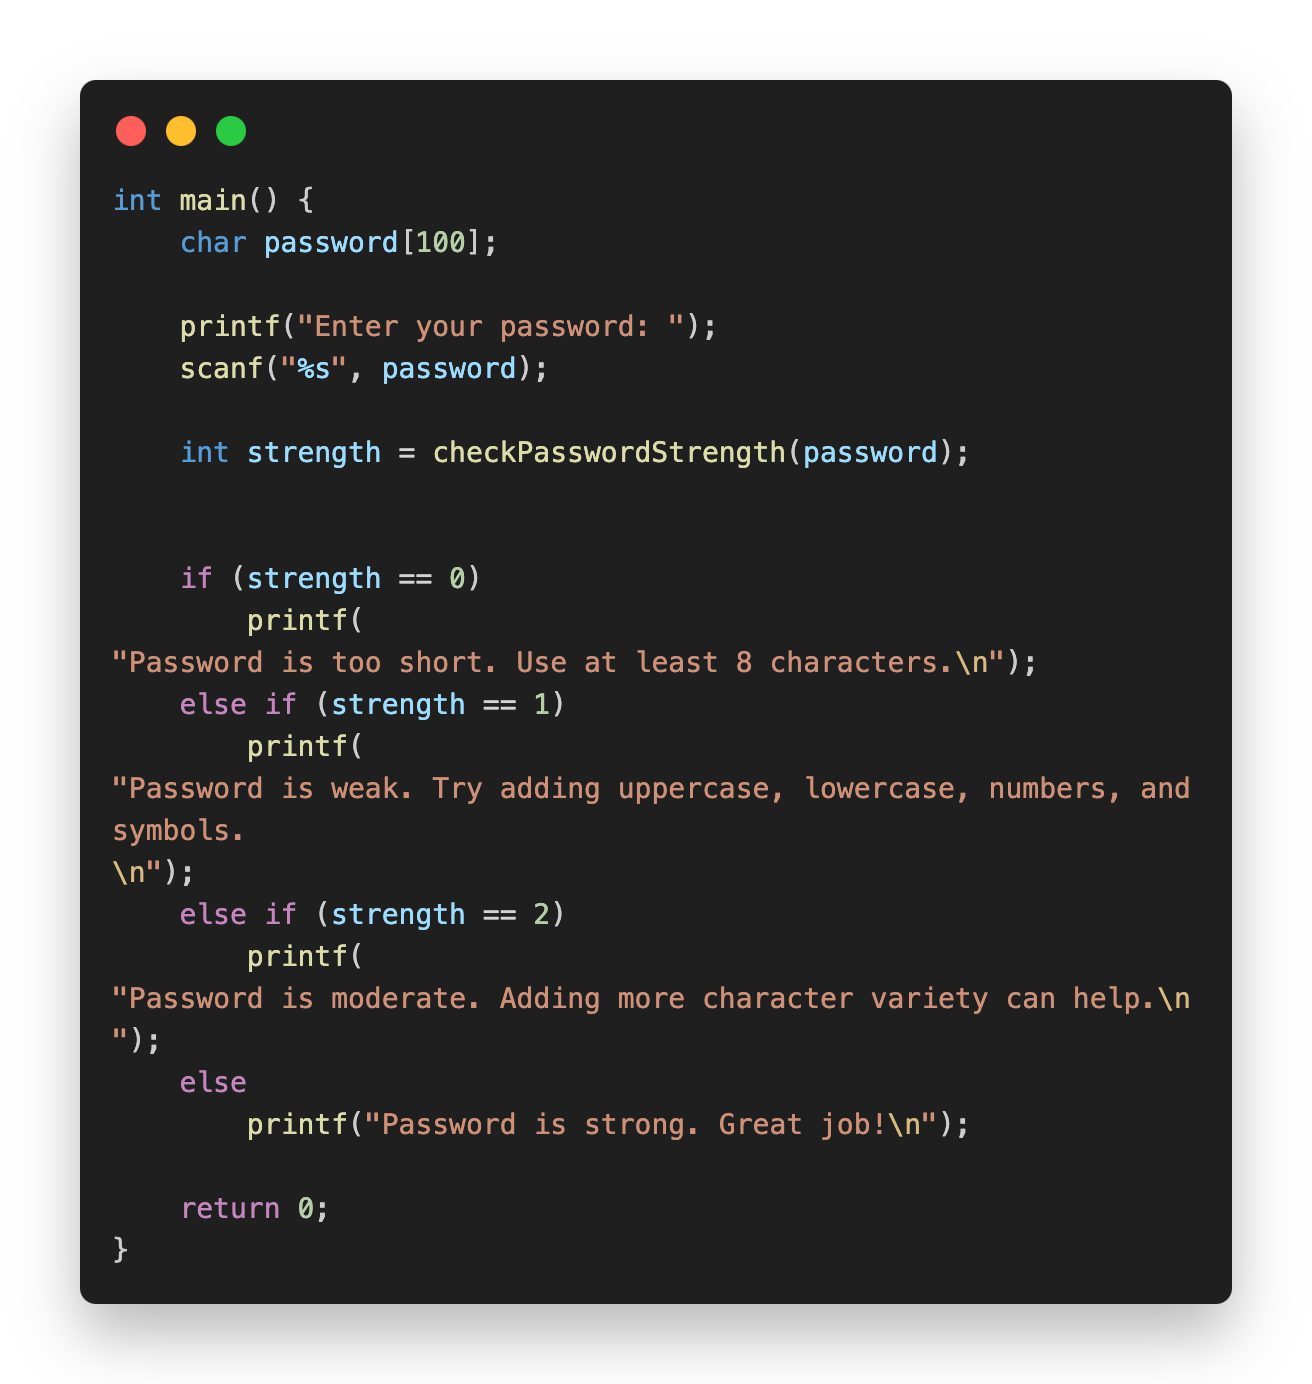 int main() {
    char password[100];

    printf("Enter your password: ");
    scanf("%s", password);

    int strength = checkPasswordStrength(password);


    if (strength == 0)
        printf(
"Password is too short. Use at least 8 characters.\n");
    else if (strength == 1)
        printf(
"Password is weak. Try adding uppercase, lowercase, numbers, and
symbols.
\n");
    else if (strength == 2)
        printf(
"Password is moderate. Adding more character variety can help.\n
");
    else
        printf("Password is strong. Great job!\n");

    return 0;
}